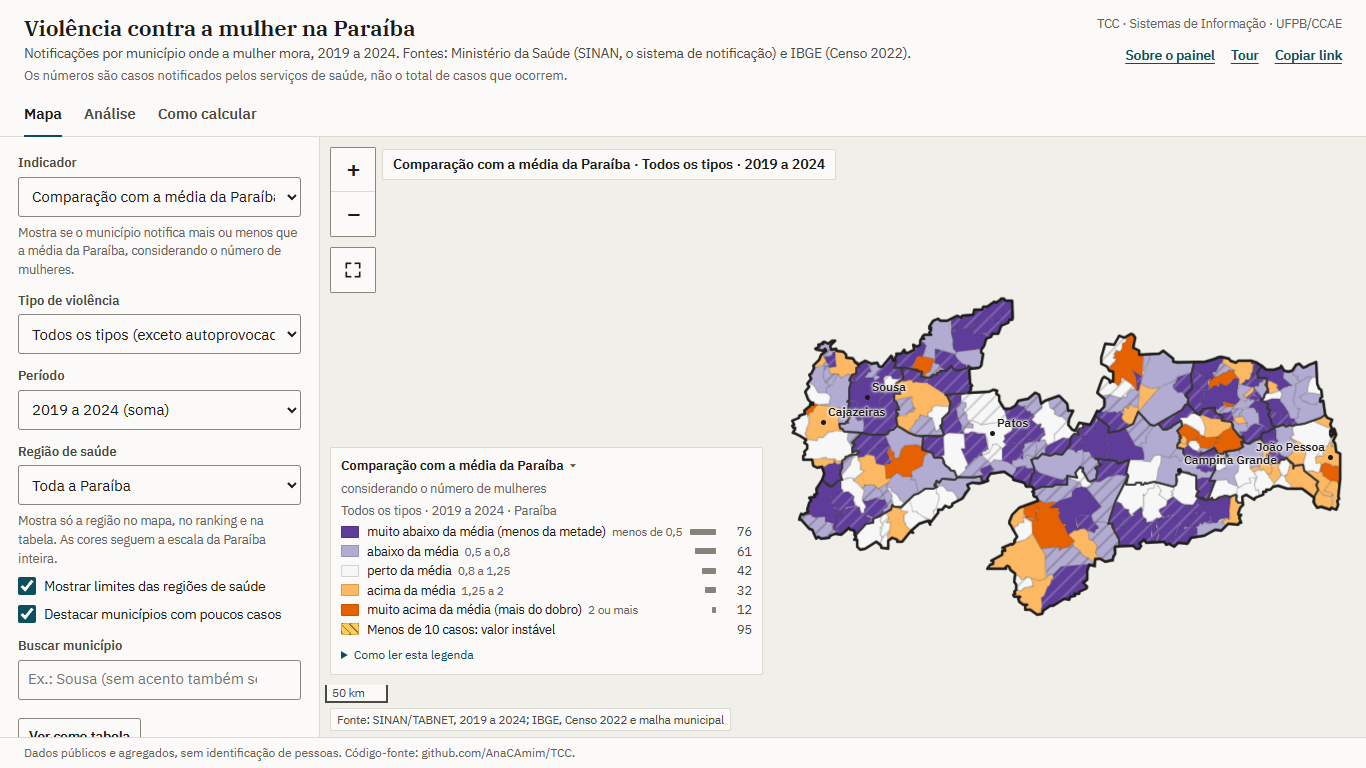 Violência contra a mulher na Paraíba
Notificações por município onde a mulher mora, 2019 a 2024. Fontes: Ministério da Saúde (SINAN, o sistema de notificação) e IBGE (Censo 2022).
Os números são casos notificados pelos serviços de saúde, não o total de casos que ocorrem.
TCC · Sistemas de Informação · UFPB/CCAE
Sobre o painel Tour Copiar link
Mapa Análise Como calcular
Indicador
Comparação com a média da Paraíba
Mostra se o município notifica mais ou menos que
a média da Paraíba, considerando o número de
mulheres.
Tipo de violência
Todos os tipos (exceto autoprovocac
Período
2019 a 2024 (soma)
Região de saúde
Toda a Paraíba
Mostra só a região no mapa, no ranking e na
tabela. As cores seguem a escala da Paraíba
inteira.
Mostrar limites das regiões de saúde
Destacar municípios com poucos casos
Buscar município
Ex.: Sousa (sem acento também se
Ver como tabela
+
−
Comparação com a média da Paraíba · Todos os tipos · 2019 a 2024
Sousa
Cajazeiras
Patos
João Pessoa
Campina Grande
Comparação com a média da Paraíba
considerando o número de mulheres
Todos os tipos · 2019 a 2024 · Paraíba
muito abaixo da média (menos da metade) menos de 0,5 76
abaixo da média 0,5 a 0,8 61
perto da média 0,8 a 1,25 42
acima da média 1,25 a 2 32
muito acima da média (mais do dobro) 2 ou mais 12
Menos de 10 casos: valor instável 95
Como ler esta legenda
50 km
Fonte: SINAN/TABNET, 2019 a 2024; IBGE, Censo 2022 e malha municipal
Dados públicos e agregados, sem identificação de pessoas. Código-fonte: github.com/AnaCAmim/TCC.